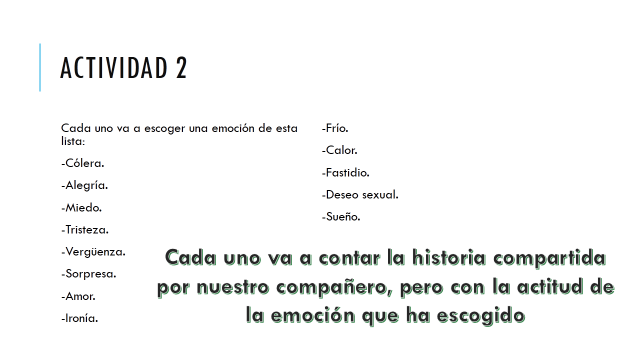 ACTIVIDAD 2
Cada uno va a escoger una emoción de esta
lista:
-Cólera.
-Alegría.
-Miedo.
-Tristeza.
-Vergüenza.
-Sorpresa.
-Amor.
-Ironía.
-Frío.
-Calor.
-Fastidio.
-Deseo sexual.
-Sueño.
Cada uno va a contar la historia compartida
por nuestro compañero, pero con la actitud de
la emoción que ha escogido